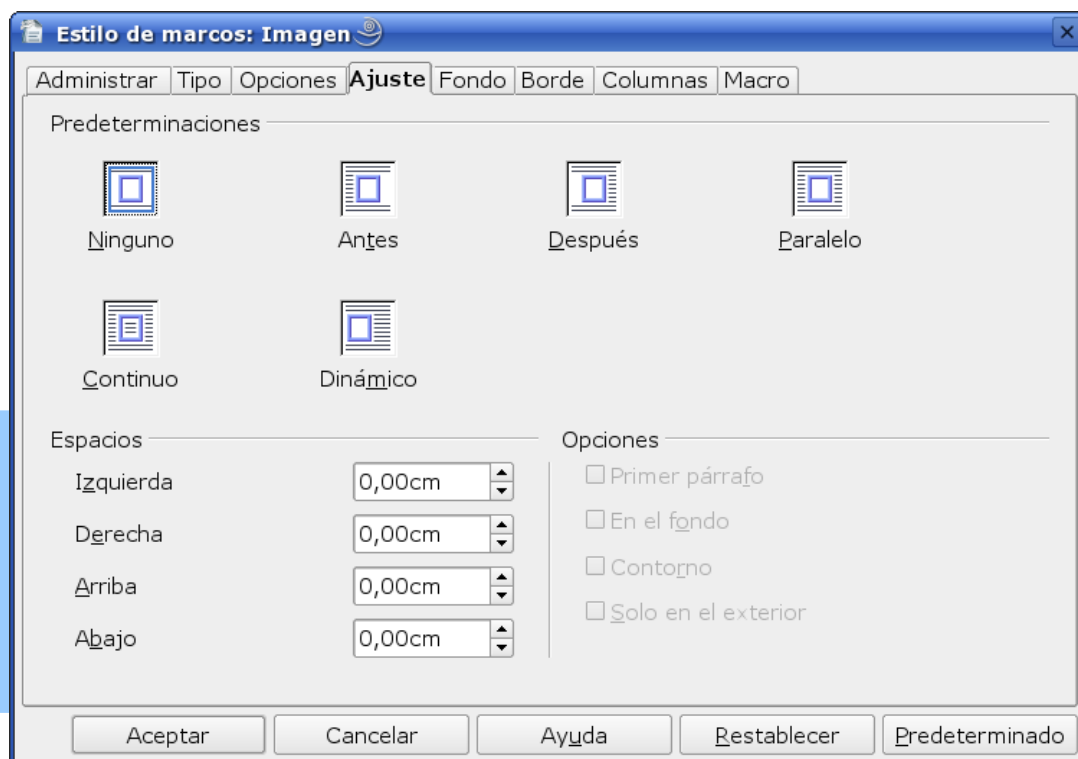 Estilo de marcos: Imagen
Administrar Tipo Opciones Ajuste Fondo Borde Columnas Macro
Predeterminaciones
Ninguno Antes Después Paralelo
Continuo Dinámico
Espacios Opciones
Izquierda 0,00cm Primer párrafo
Derecha 0,00cm En el fondo
Arriba 0,00cm Contorno
Abajo 0,00cm Solo en el exterior
Aceptar Cancelar Ayuda Restablecer Predeterminado